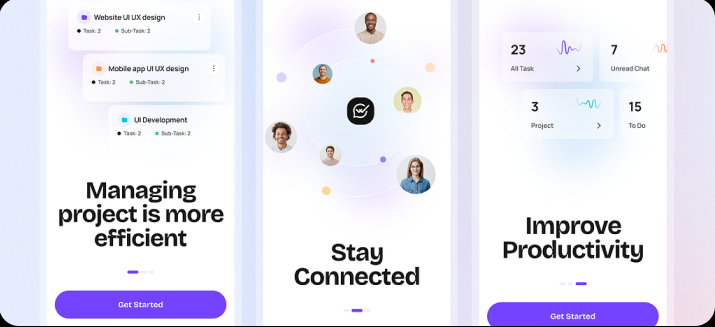 Website UI UX design
Task: 2
Sub-Task: 2
Mobile app UI UX design
Task: 2
Sub-Task: 2
UI Development
Task: 2
Sub-Task: 2
Managing
project is more
efficient
Get Started
Stay
Connected
23
All Task
7
Unread Chat
3
Project
15
To Do
Improve
Productivity
Get Started